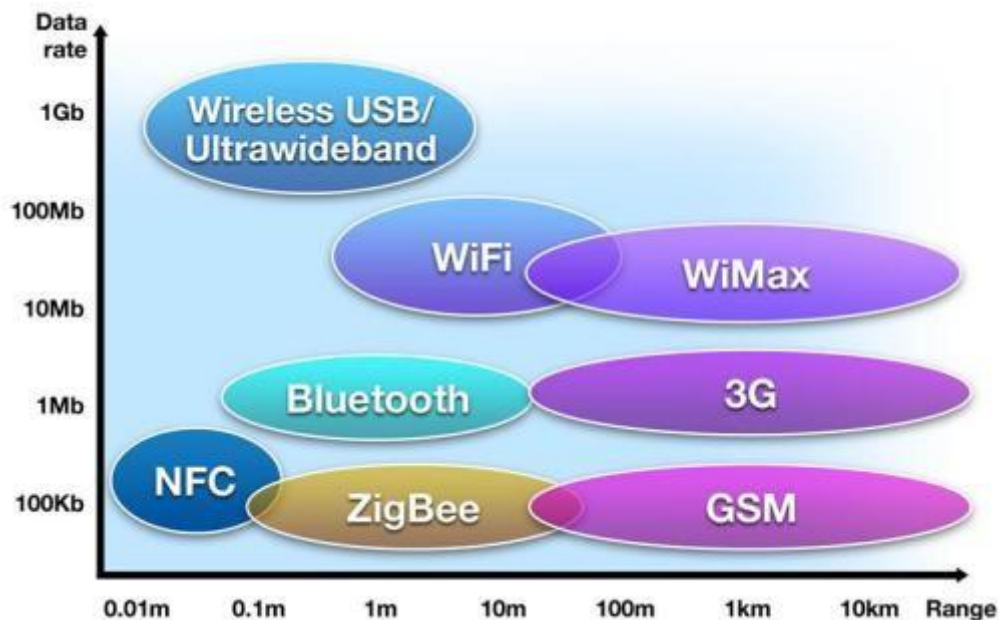 Data
rate
1Gb
100Mb
10Mb
1Mb
100Kb
Wireless USB/
Ultrawideband
WiFi
WiMax
Bluetooth
3G
NFC
ZigBee
GSM
0.01m 0.1m 1m 10m 100m 1km 10km Range